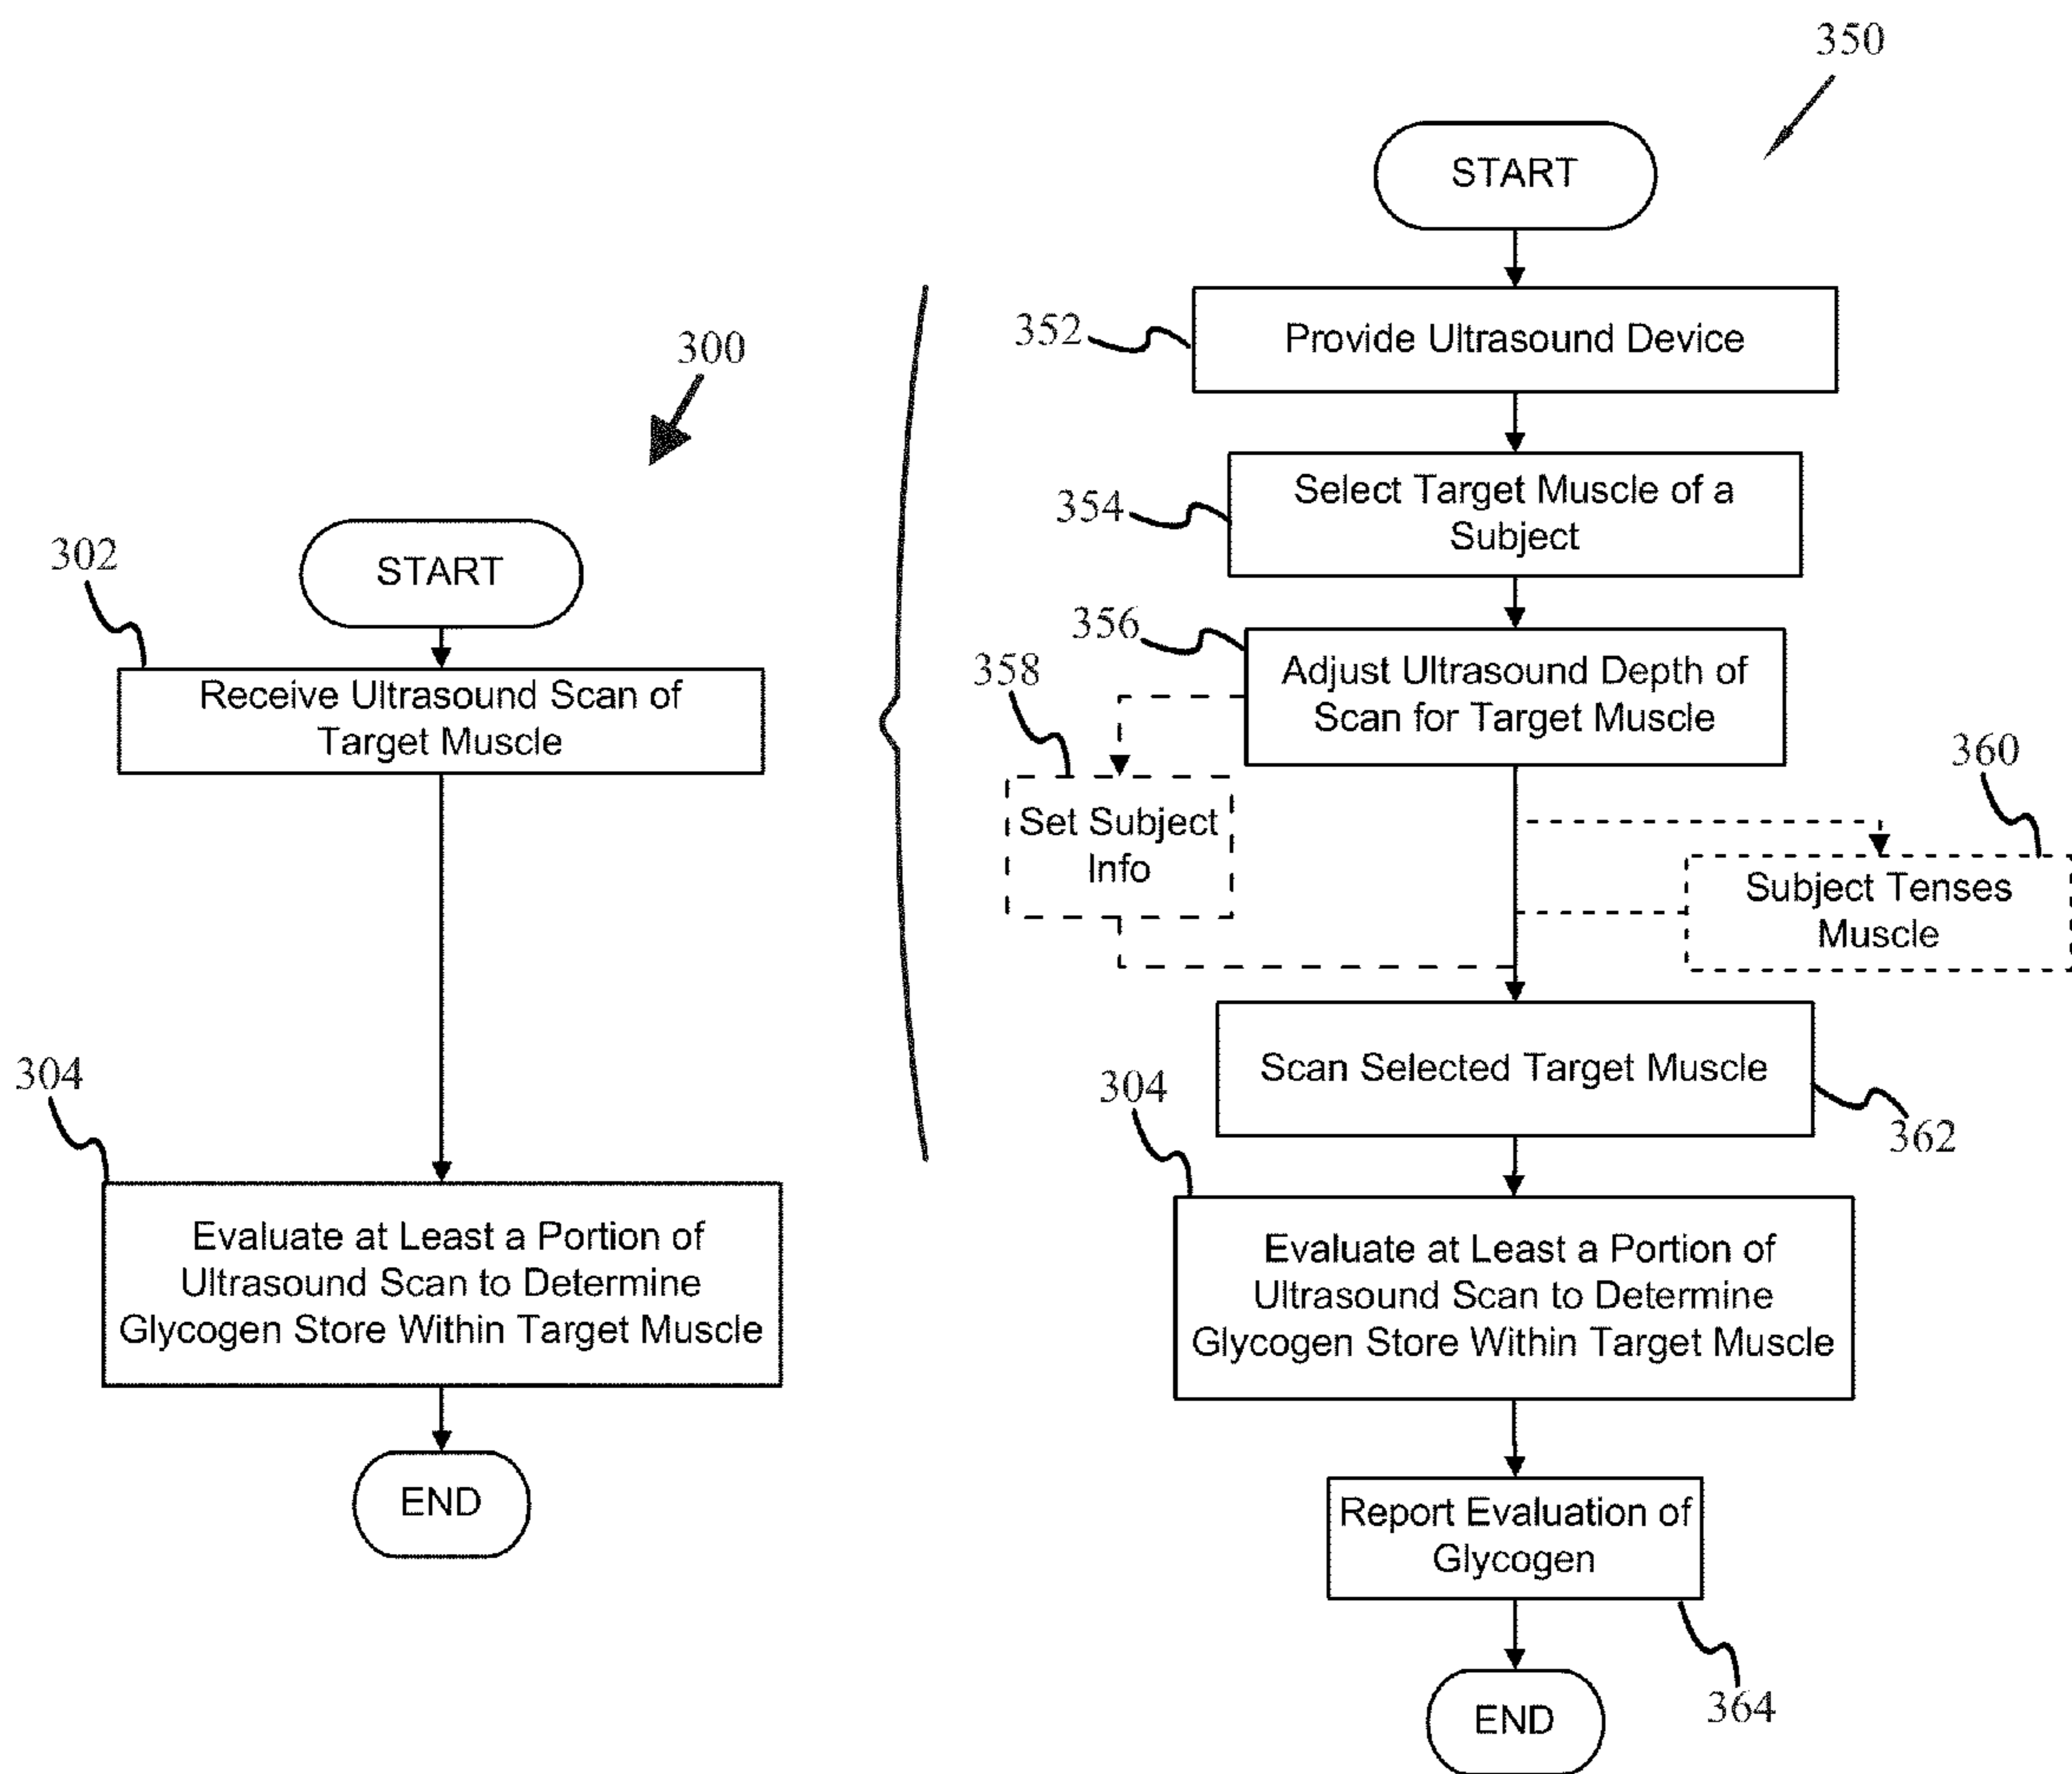 300
START
302
Receive Ultrasound Scan of
Target Muscle
304
Evaluate at Least a Portion of
Ultrasound Scan to Determine
Glycogen Store Within Target Muscle
END
350
START
352
Provide Ultrasound Device
354
Select Target Muscle of a
Subject
356
Adjust Ultrasound Depth of
Scan for Target Muscle
358
Set Subject
Info
360
Subject Tenses
Muscle
Scan Selected Target Muscle
362
304
Evaluate at Least a Portion of
Ultrasound Scan to Determine
Glycogen Store Within Target Muscle
Report Evaluation of
Glycogen
364
END